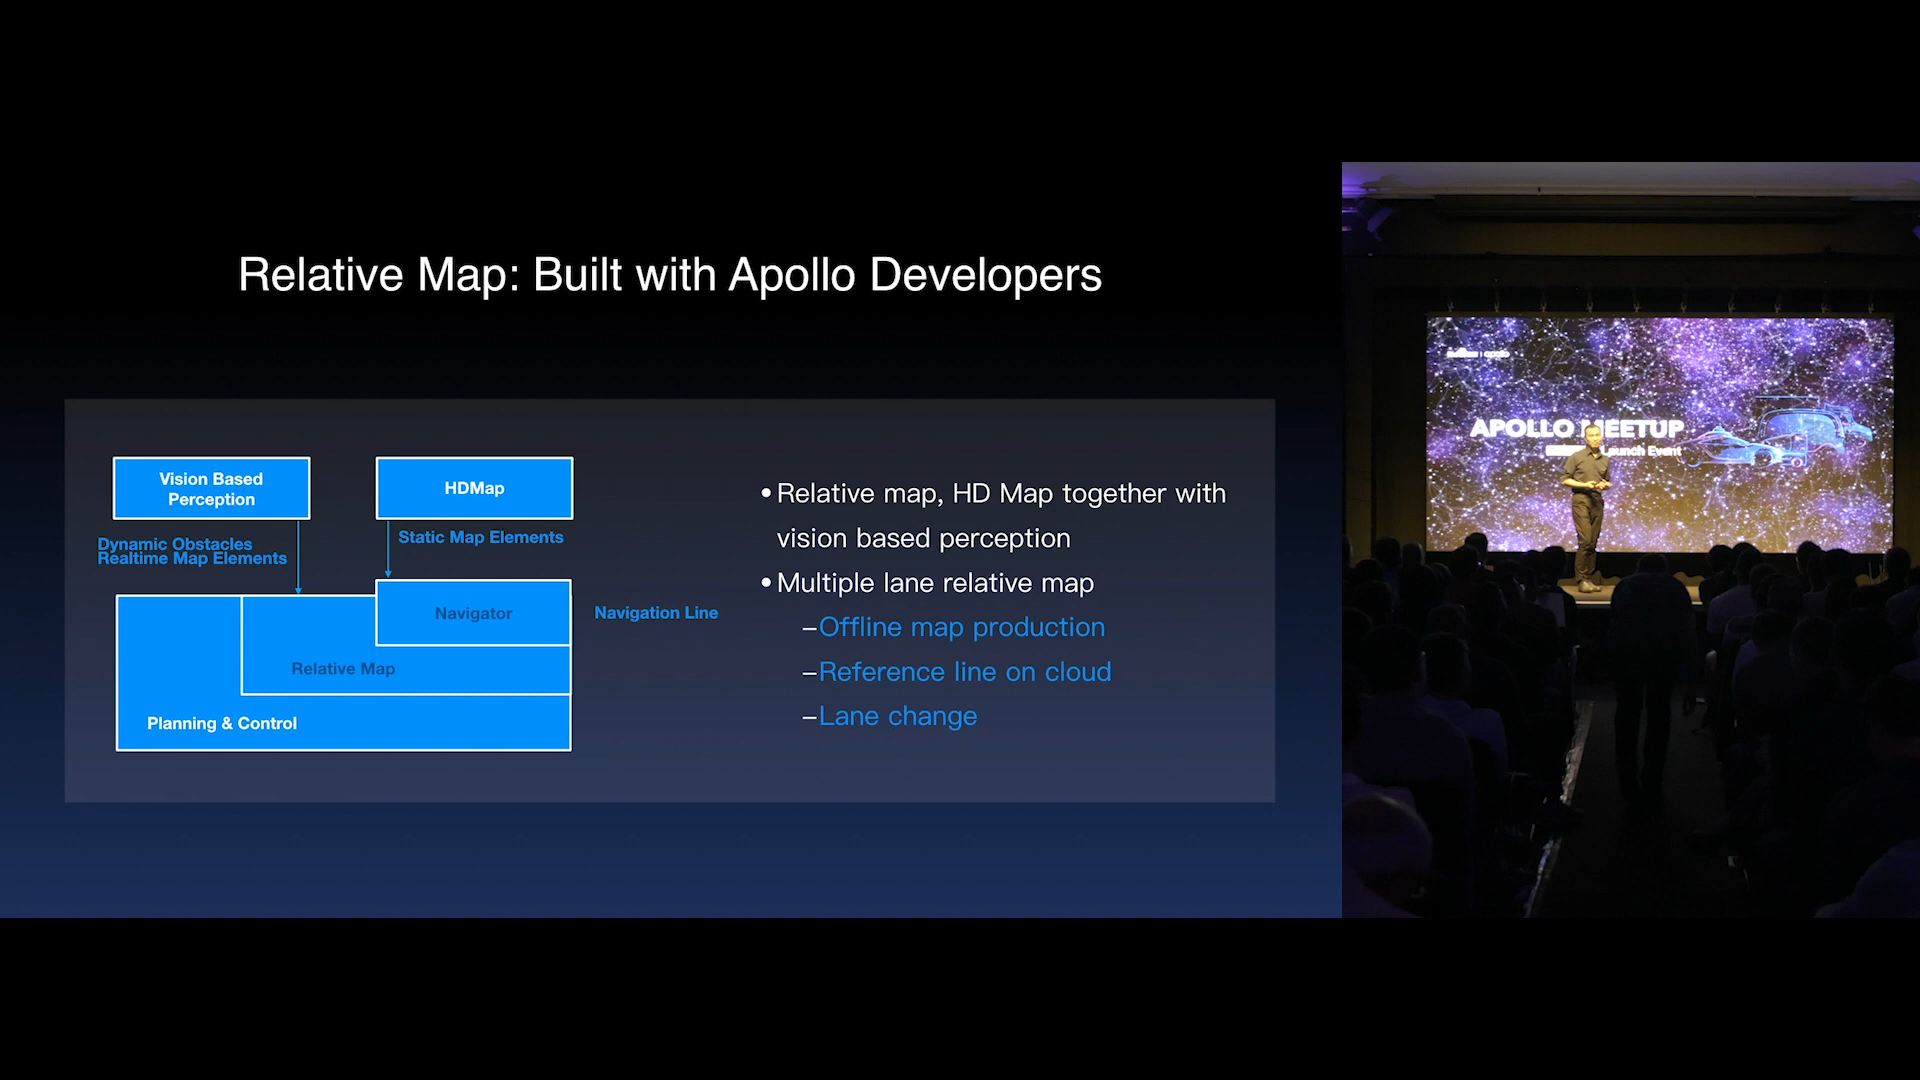 Relative Map: Built with Apollo Developers
Vision Based
Perception
HDMap
Dynamic Obstacles
Realtime Map Elements
Static Map Elements
Navigator
Navigation Line
Relative Map
Planning & Control
•Relative map, HD Map together with
vision based perception
•Multiple lane relative map
–Offline map production
–Reference line on cloud
–Lane change
APOLLO MEETUP
Launch Event